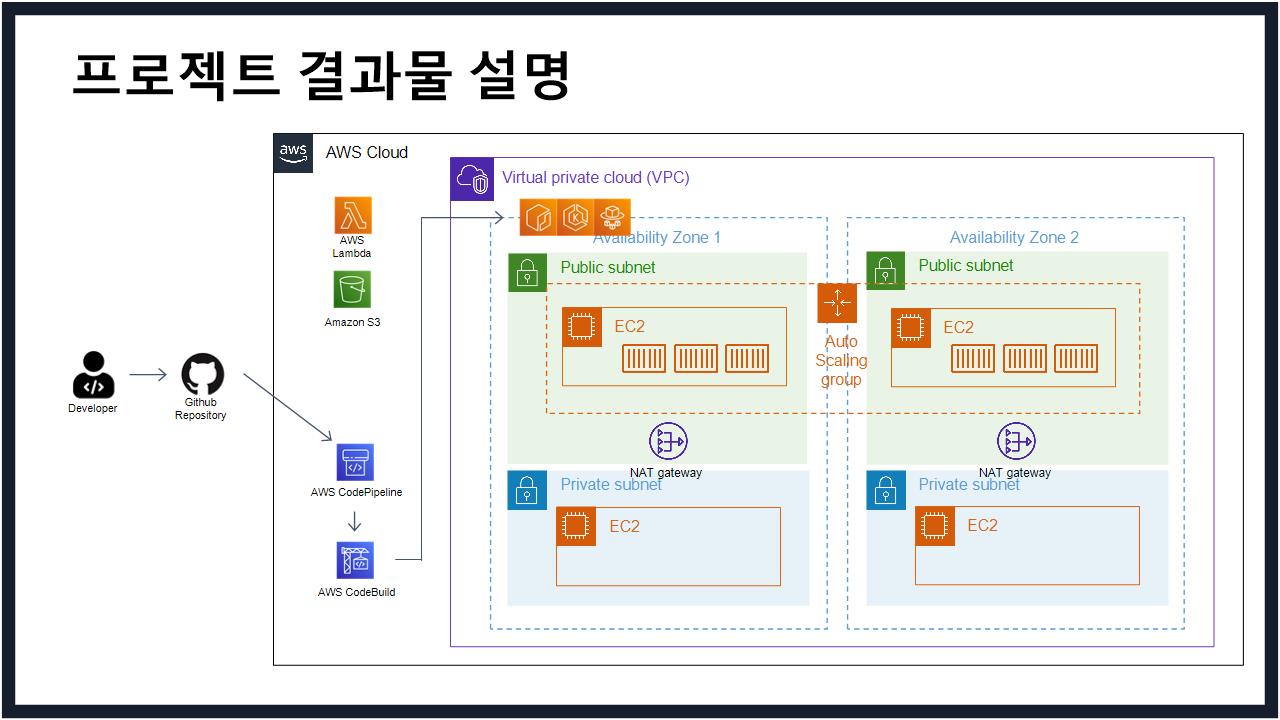 프로젝트 결과물 설명
aws
AWS Cloud
Virtual private cloud (VPC)
AWS
Lambda
Amazon S3
Developer
Github
Repository
AWS CodePipeline
AWS CodeBuild
Availability Zone 1
Public subnet
EC2
NAT gateway
Private subnet
EC2
Auto
Scaling
group
Availability Zone 2
Public subnet
EC2
NAT gateway
Private subnet
EC2